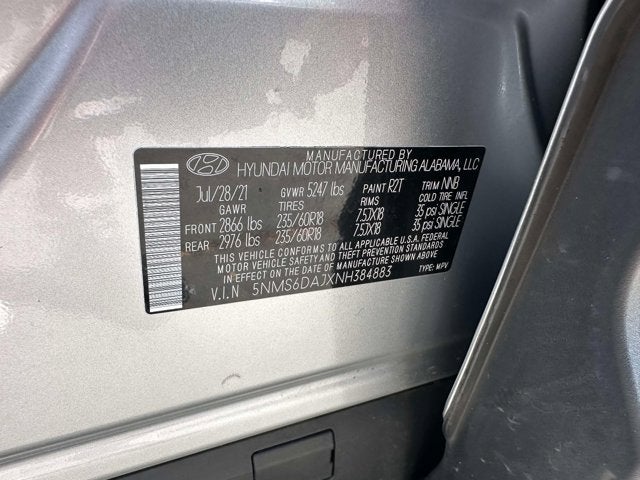 MANUFACTURED BY
HYUNDAI MOTOR MANUFACTURING ALABAMA, LLC
Jul/28/21 GVWR 5247 lbs PAINT R2T TRIM NNB
GAWR TIRES RIMS COLD TIRE INFL
FRONT 2866 lbs 235/60R18 7.5JX18 35 psi SINGLE
REAR 2976 lbs 235/60R18 7.5JX18 35 psi SINGLE
THIS VEHICLE CONFORMS TO ALL APPLICABLE U.S.A. FEDERAL
MOTOR VEHICLE SAFETY, BUMPER, AND THEFT PREVENTION STANDARDS
IN EFFECT ON THE DATE OF MANUFACTURE SHOWN ABOVE.
V.I.N 5NMS6DAJXNH384883 TYPE: MPV